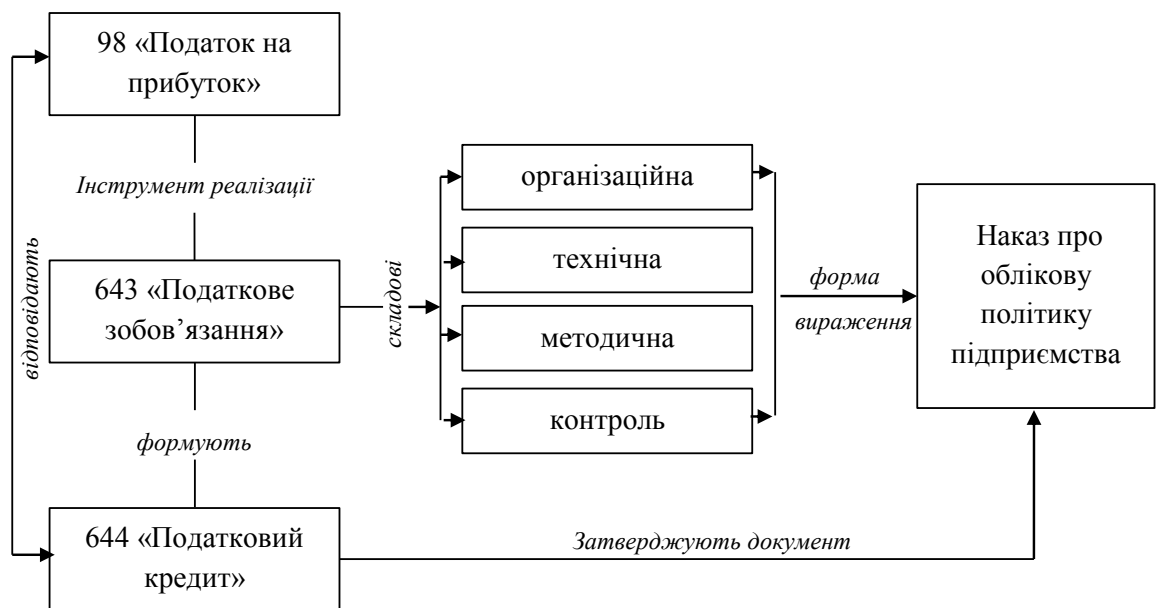 98 «Податок на
прибуток»
Інструмент реалізації
відповідають
643 «Податкове
зобов’язання»
формують
644 «Податковий
кредит»
складові
організаційна
технічна
методична
контроль
форма
вираження
Наказ про
облікову
політику
підприємства
Затверджують документ